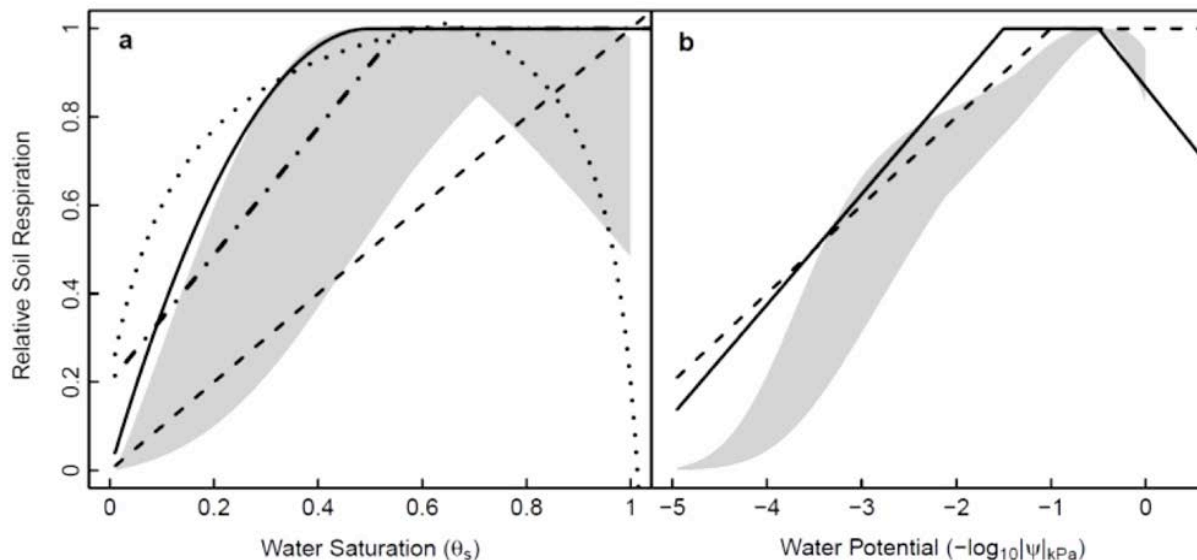 a
b
Relative Soil Respiration
1
0.8
0.6
0.4
0.2
0
0 0.2 0.4 0.6 0.8 1
−5 −4 −3 −2 −1 0
Water Saturation (θs)
Water Potential (−log10|ψ|kPa)